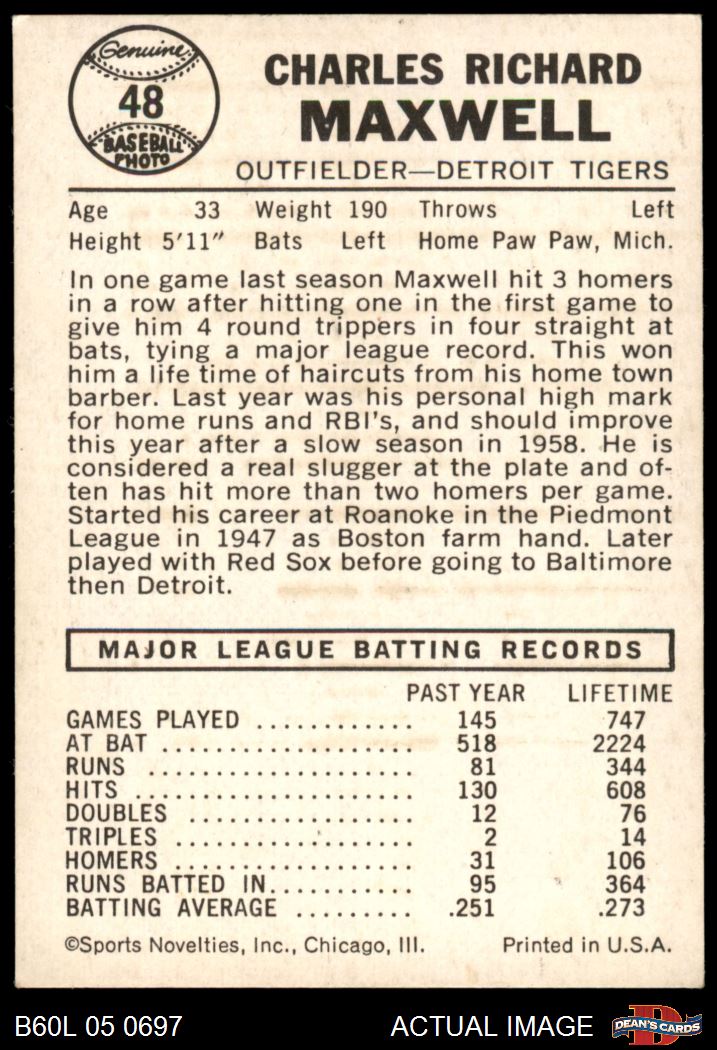 Genuine
48
BASEBALL
PHOTO
CHARLES RICHARD
MAXWELL
OUTFIELDER—DETROIT TIGERS
Age 33 Weight 190 Throws Left
Height 5'11" Bats Left Home Paw Paw, Mich.
In one game last season Maxwell hit 3 homers
in a row after hitting one in the first game to
give him 4 round trippers in four straight at
bats, tying a major league record. This won
him a life time of haircuts from his home town
barber. Last year was his personal high mark
for home runs and RBI's, and should improve
this year after a slow season in 1958. He is
considered a real slugger at the plate and of-
ten has hit more than two homers per game.
Started his career at Roanoke in the Piedmont
League in 1947 as Boston farm hand. Later
played with Red Sox before going to Baltimore
then Detroit.
MAJOR LEAGUE BATTING RECORDS
PAST YEAR LIFETIME
GAMES PLAYED ............ 145 747
AT BAT .................... 518 2224
RUNS ..................... 81 344
HITS ...................... 130 608
DOUBLES .................. 12 76
TRIPLES ................... 2 14
HOMERS ................... 31 106
RUNS BATTED IN........... 95 364
BATTING AVERAGE ......... .251 .273
©Sports Novelties, Inc., Chicago, Ill. Printed in U.S.A.
B60L 05 0697 ACTUAL IMAGE D DEAN'S CARDS